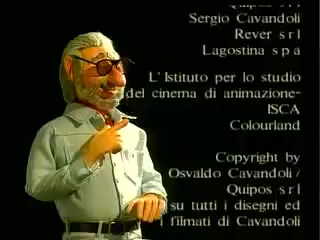 Quipos s r l
Sergio Cavandoli
Rever s r l
Lagostina s p a
L'Istituto per lo studio
del cinema di animazione-
ISCA
Colourland
Copyright by
Osvaldo Cavandoli /
Quipos s r l
su tutti i disegni ed
i filmati di Cavandoli